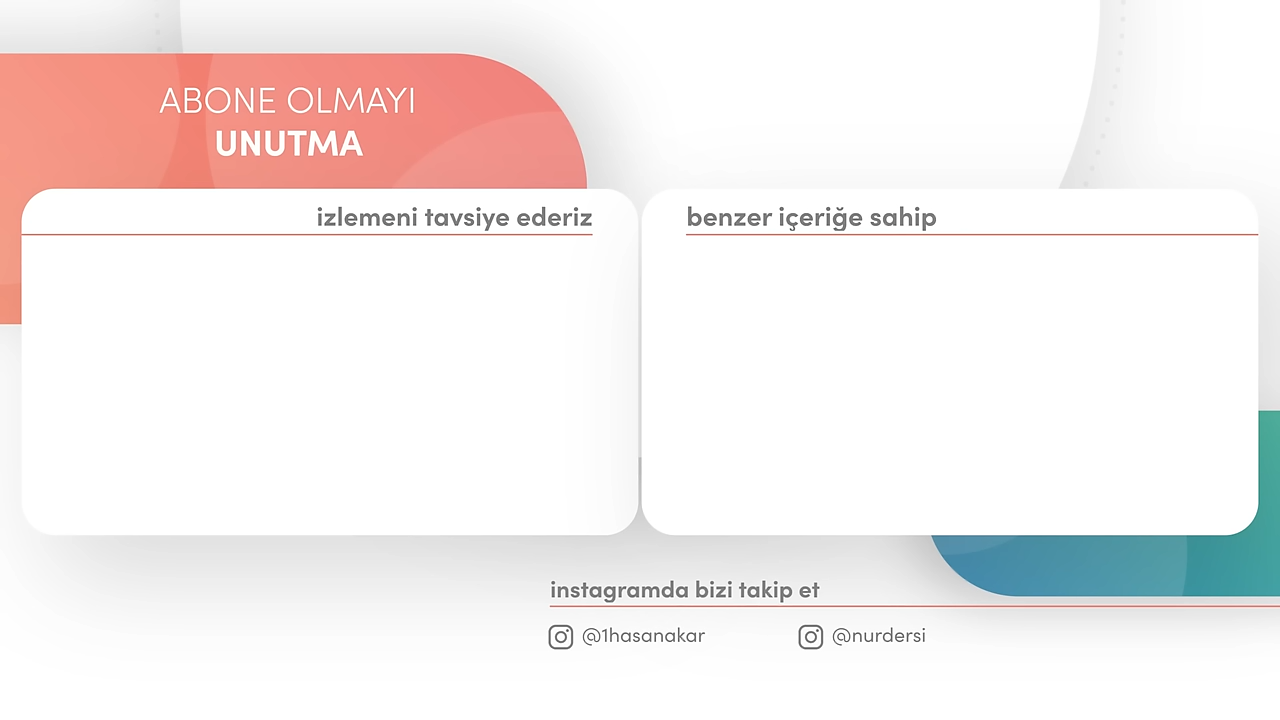 ABONE OLMAYI
UNUTMA
izlemeni tavsiye ederiz
benzer içeriğe sahip
instagramda bizi takip et
@1hasanakar
@nurdersi